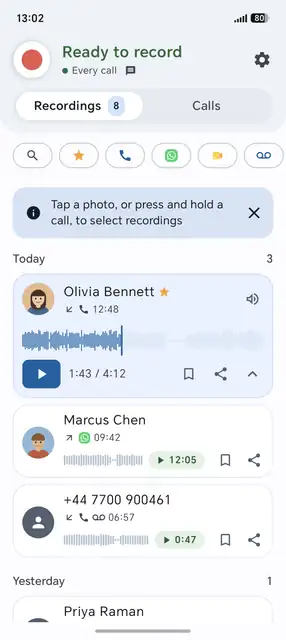 13:02
80
Ready to record
Every call
Recordings 8
Calls
Tap a photo, or press and hold a
call, to select recordings
Today 3
Olivia Bennett
12:48
1:43 / 4:12
Marcus Chen
09:42
12:05
+44 7700 900461
06:57
0:47
Yesterday 1
Priya Raman